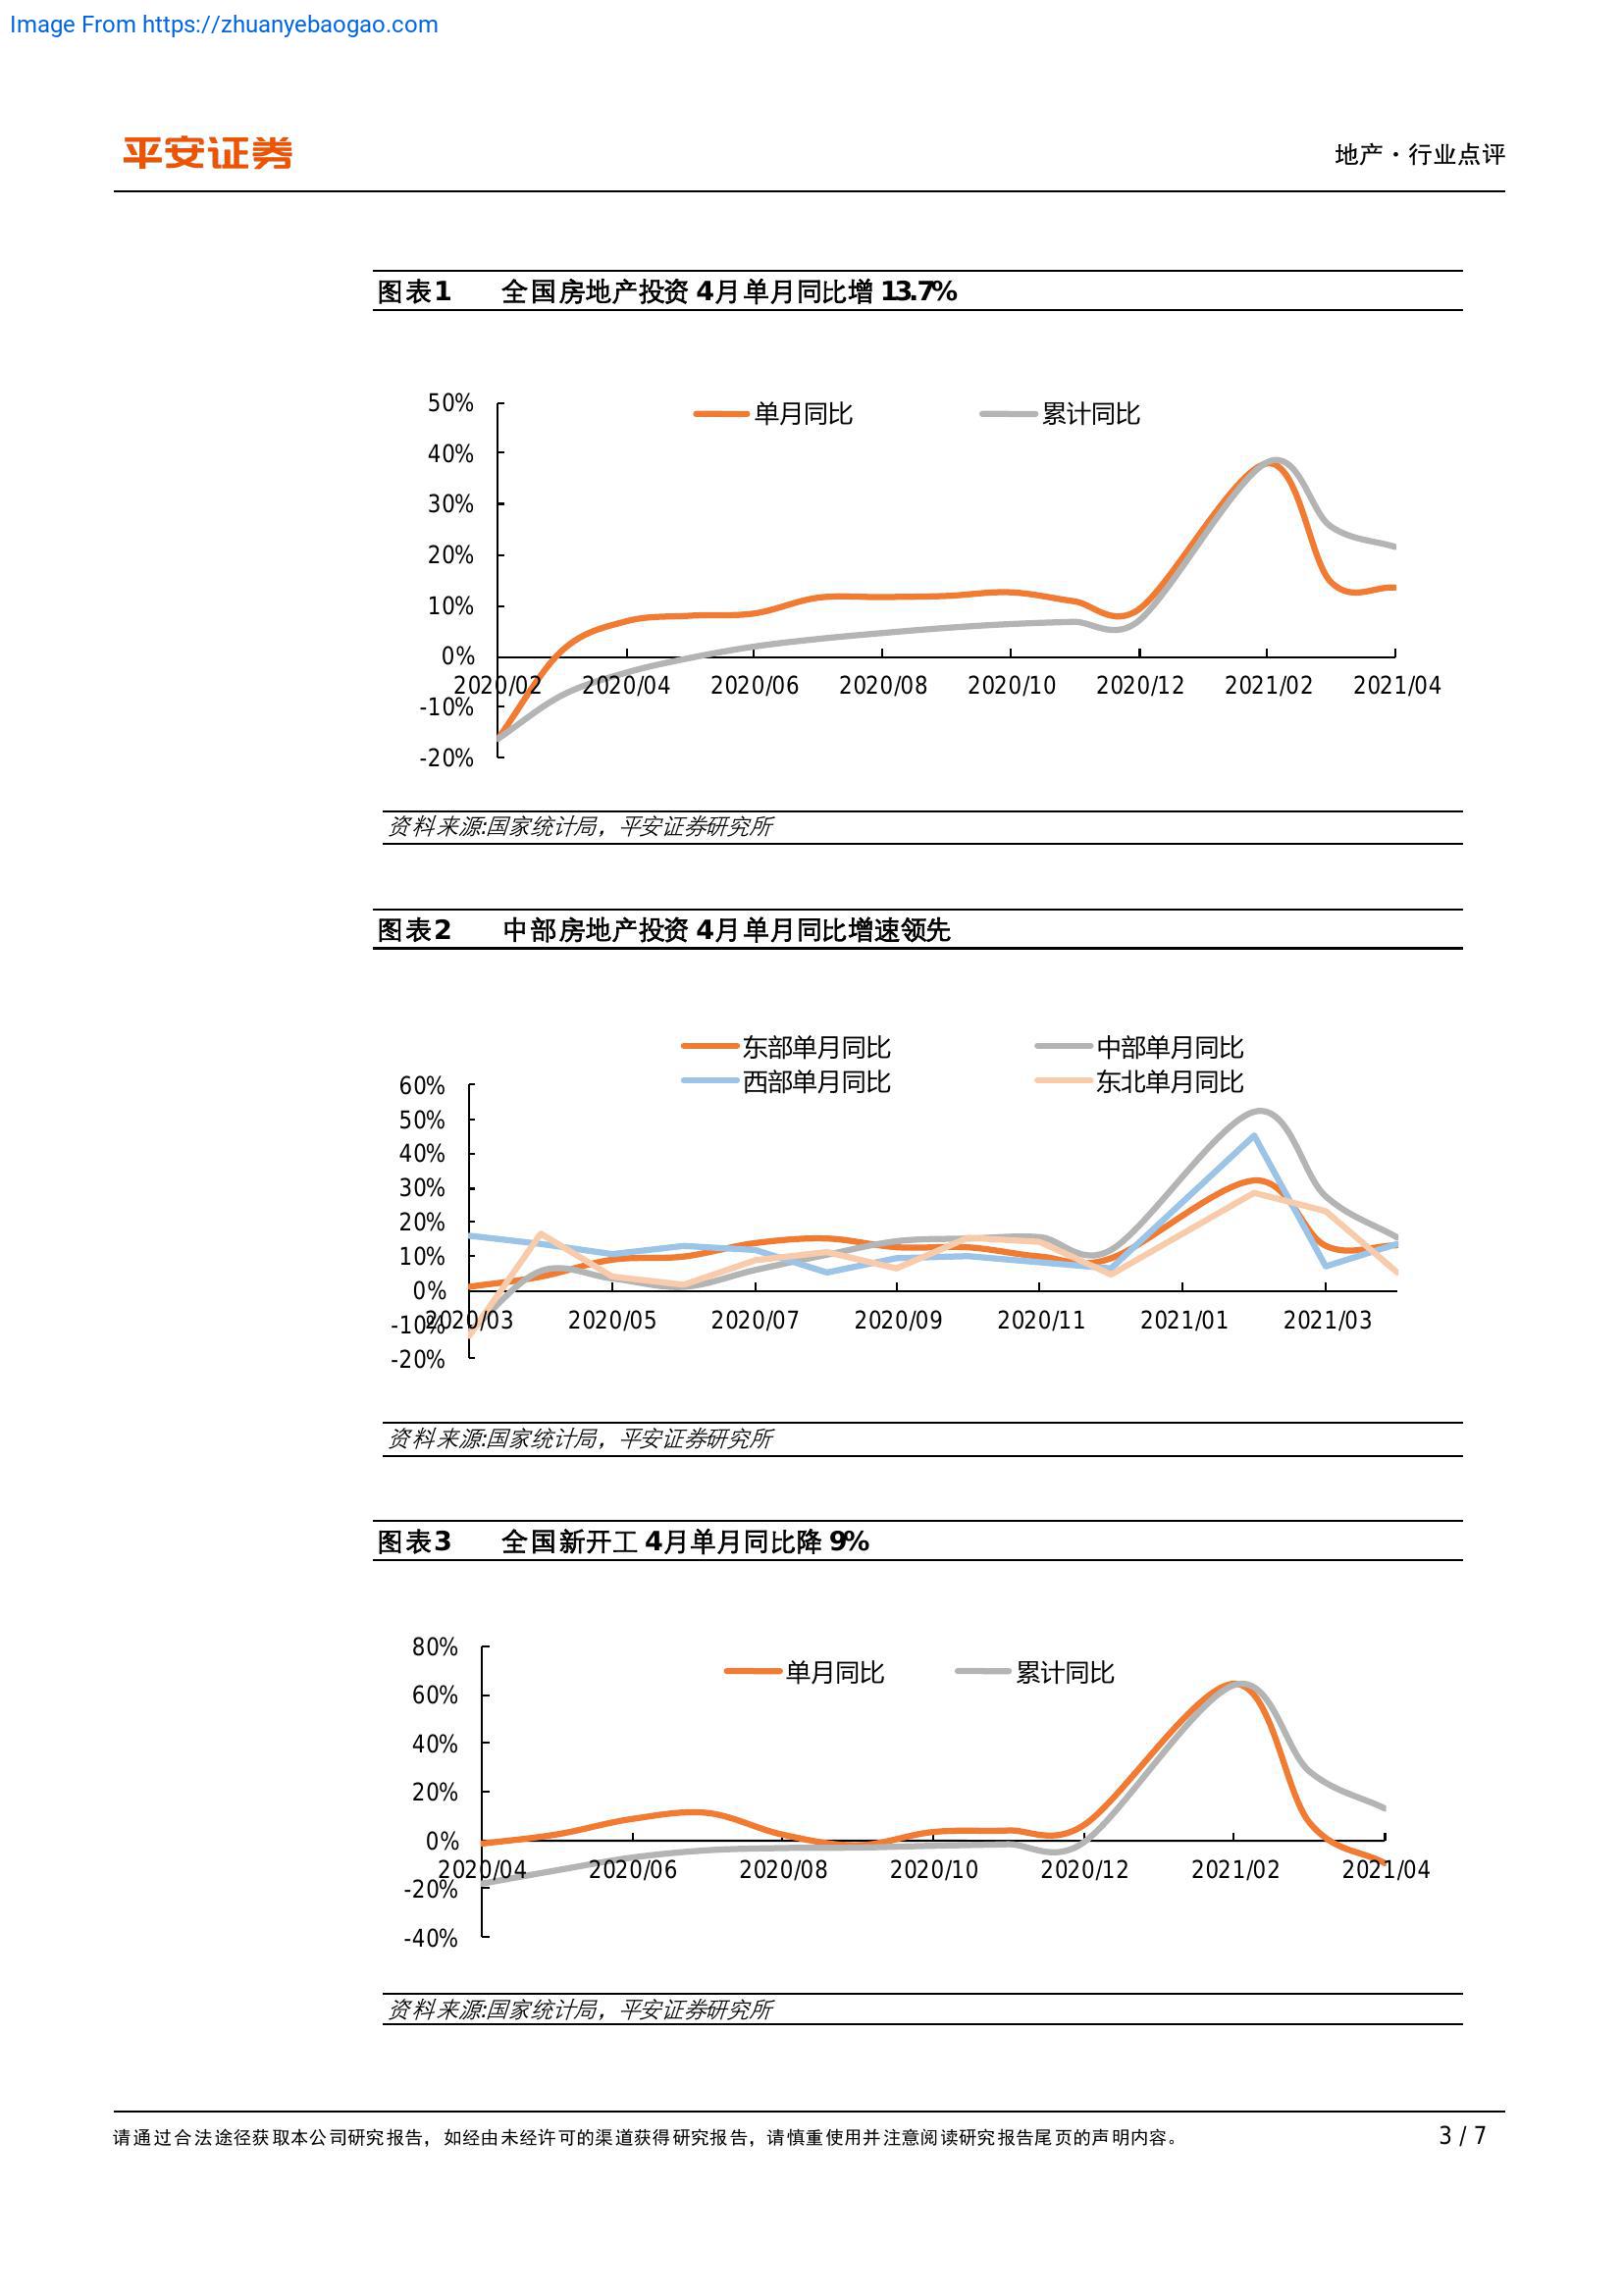 Image From https://zhuanyebaogao.com
平安证券
地产·行业点评
图表1 全国房地产投资 4月单月同比增 13.7%
单月同比 累计同比
50%
40%
30%
20%
10%
0%
-10%
-20%
2020/02 2020/04 2020/06 2020/08 2020/10 2020/12 2021/02 2021/04
资料来源:国家统计局，平安证券研究所
图表2 中部房地产投资 4月单月同比增速领先
东部单月同比 中部单月同比
西部单月同比 东北单月同比
60%
50%
40%
30%
20%
10%
0%
-10%
-20%
2020/03 2020/05 2020/07 2020/09 2020/11 2021/01 2021/03
资料来源:国家统计局，平安证券研究所
图表3 全国新开工 4月单月同比降 9%
单月同比 累计同比
80%
60%
40%
20%
0%
-20%
-40%
2020/04 2020/06 2020/08 2020/10 2020/12 2021/02 2021/04
资料来源:国家统计局，平安证券研究所
请通过合法途径获取本公司研究报告，如经由未经许可的渠道获得研究报告，请慎重使用并注意阅读研究报告尾页的声明内容。
3 / 7